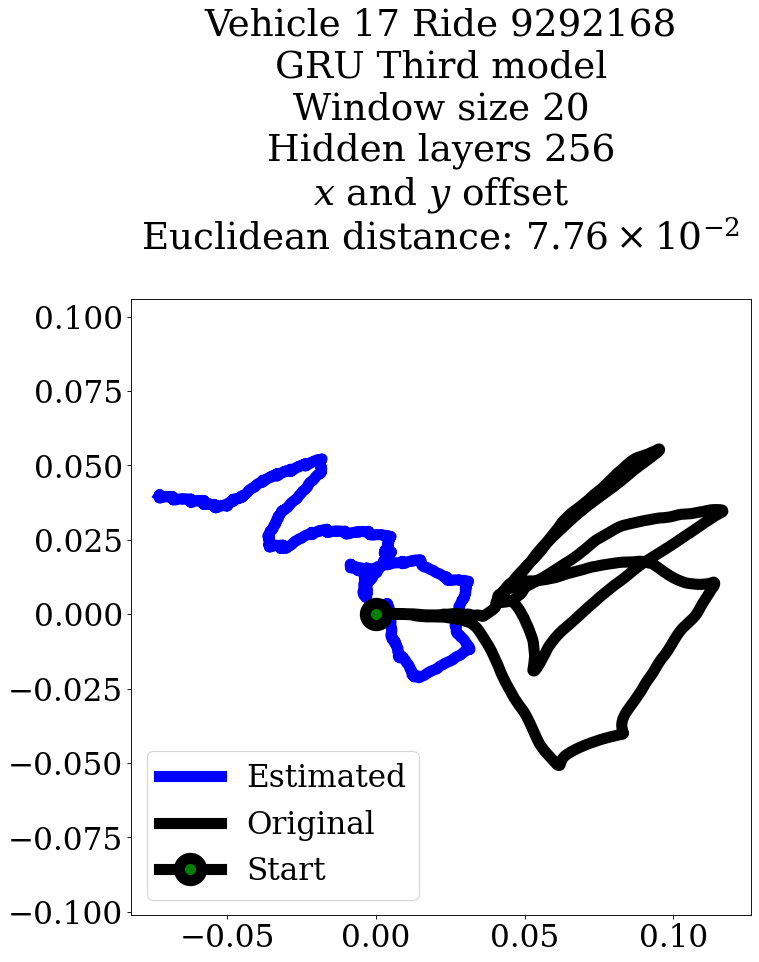 Vehicle 17 Ride 9292168
GRU Third model
Window size 20
Hidden layers 256
x and y offset
Euclidean distance: 7.76 × 10⁻²
0.100
0.075
0.050
0.025
0.000
−0.025
−0.050
−0.075
−0.100
Estimated
Original
Start
−0.05 0.00 0.05 0.10